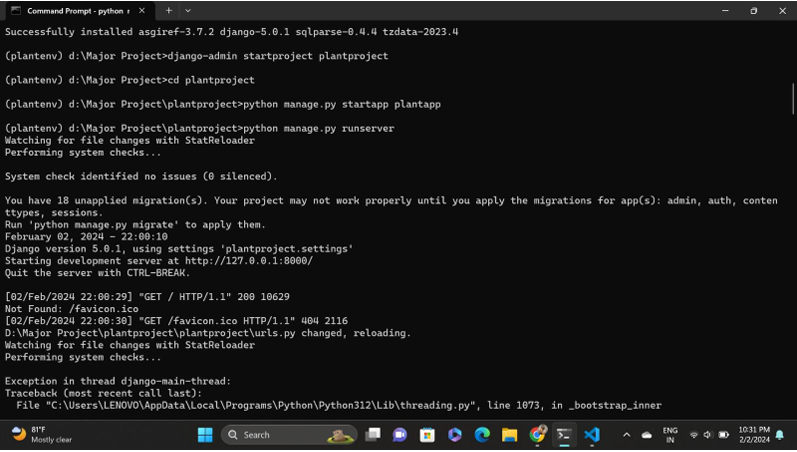 Command Prompt - python m
Successfully installed asgiref-3.7.2 django-5.0.1 sqlparse-0.4.4 tzdata-2023.4
(plantenv) d:\Major Project>django-admin startproject plantproject
(plantenv) d:\Major Project>cd plantproject
(plantenv) d:\Major Project\plantproject>python manage.py startapp plantapp
(plantenv) d:\Major Project\plantproject>python manage.py runserver
Watching for file changes with StatReloader
Performing system checks...
System check identified no issues (0 silenced).
You have 18 unapplied migration(s). Your project may not work properly until you apply the migrations for app(s): admin, auth, conten
ttypes, sessions.
Run 'python manage.py migrate' to apply them.
February 02, 2024 - 22:00:10
Django version 5.0.1, using settings 'plantproject.settings'
Starting development server at http://127.0.0.1:8000/
Quit the server with CTRL-BREAK.
[02/Feb/2024 22:00:29] "GET / HTTP/1.1" 200 10629
Not Found: /favicon.ico
[02/Feb/2024 22:00:30] "GET /favicon.ico HTTP/1.1" 404 2116
D:\Major Project\plantproject\plantproject\urls.py changed, reloading.
Watching for file changes with StatReloader
Performing system checks...
Exception in thread django-main-thread:
Traceback (most recent call last):
File "C:\Users\LENOVO\AppData\Local\Programs\Python\Python312\Lib\threading.py", line 1073, in _bootstrap_inner
81°F
Mostly clear
Search
ENG
IN
10:31 PM
2/2/2024